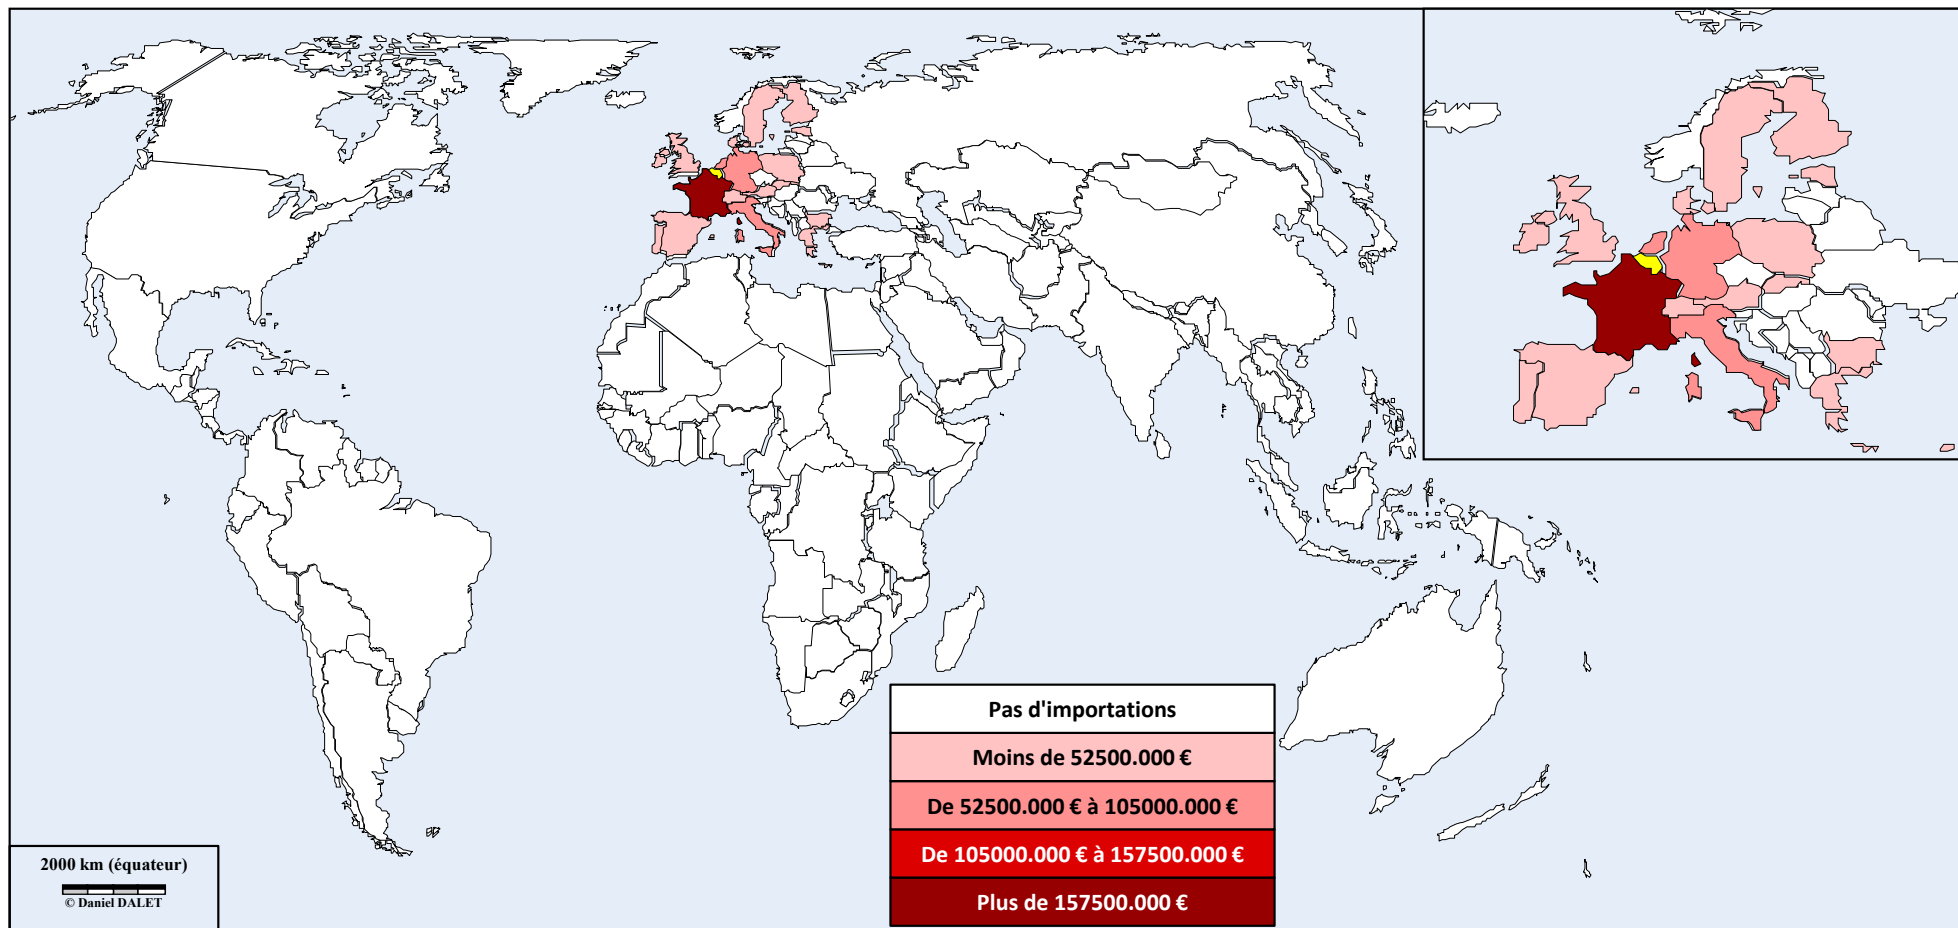 Pas d'importations
Moins de 52500.000 €
De 52500.000 € à 105000.000 €
De 105000.000 € à 157500.000 €
Plus de 157500.000 €
2000 km (équateur)
© Daniel DALET